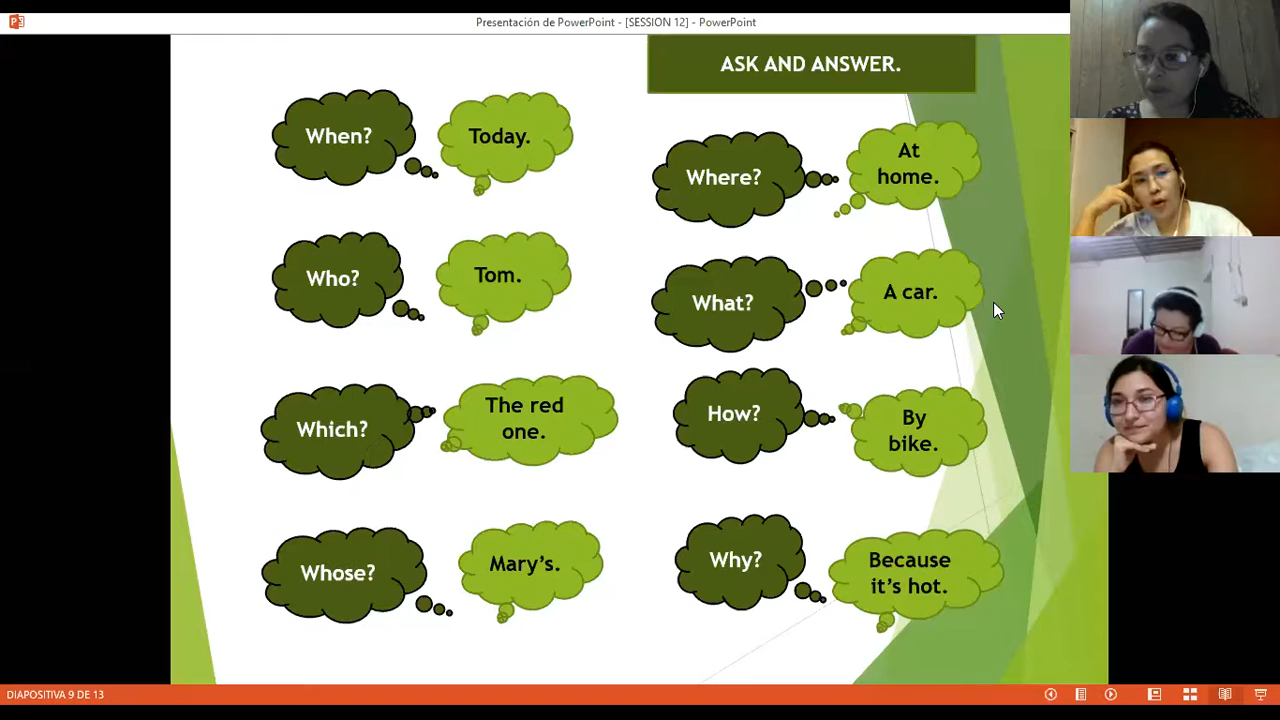 Presentación de PowerPoint - [SESSION 12] - PowerPoint
ASK AND ANSWER.
When?
Today.
Where?
At
home.
Who?
Tom.
What?
A car.
Which?
The red
one.
How?
By
bike.
Whose?
Mary's.
Why?
Because
it's hot.
DIAPOSITIVA 9 DE 13